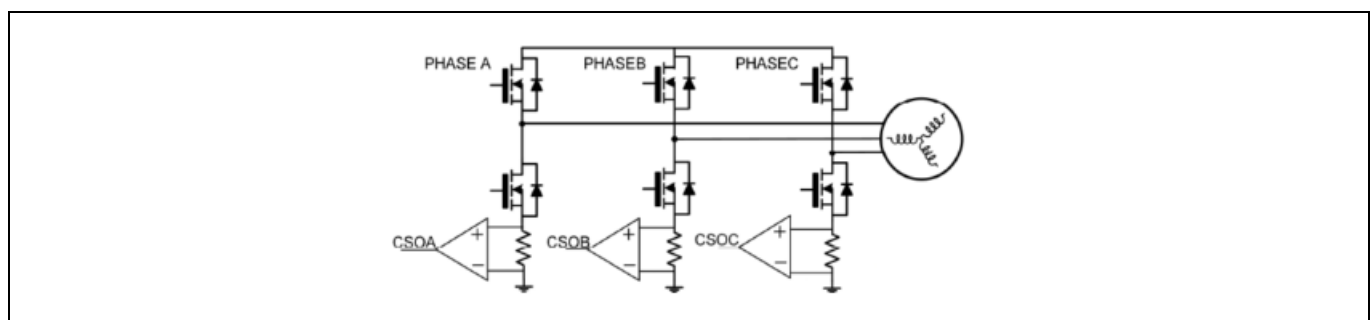 PHASE A
PHASEB
PHASEC
CSOA
CSOB
CSOC
+
−
+
−
+
−